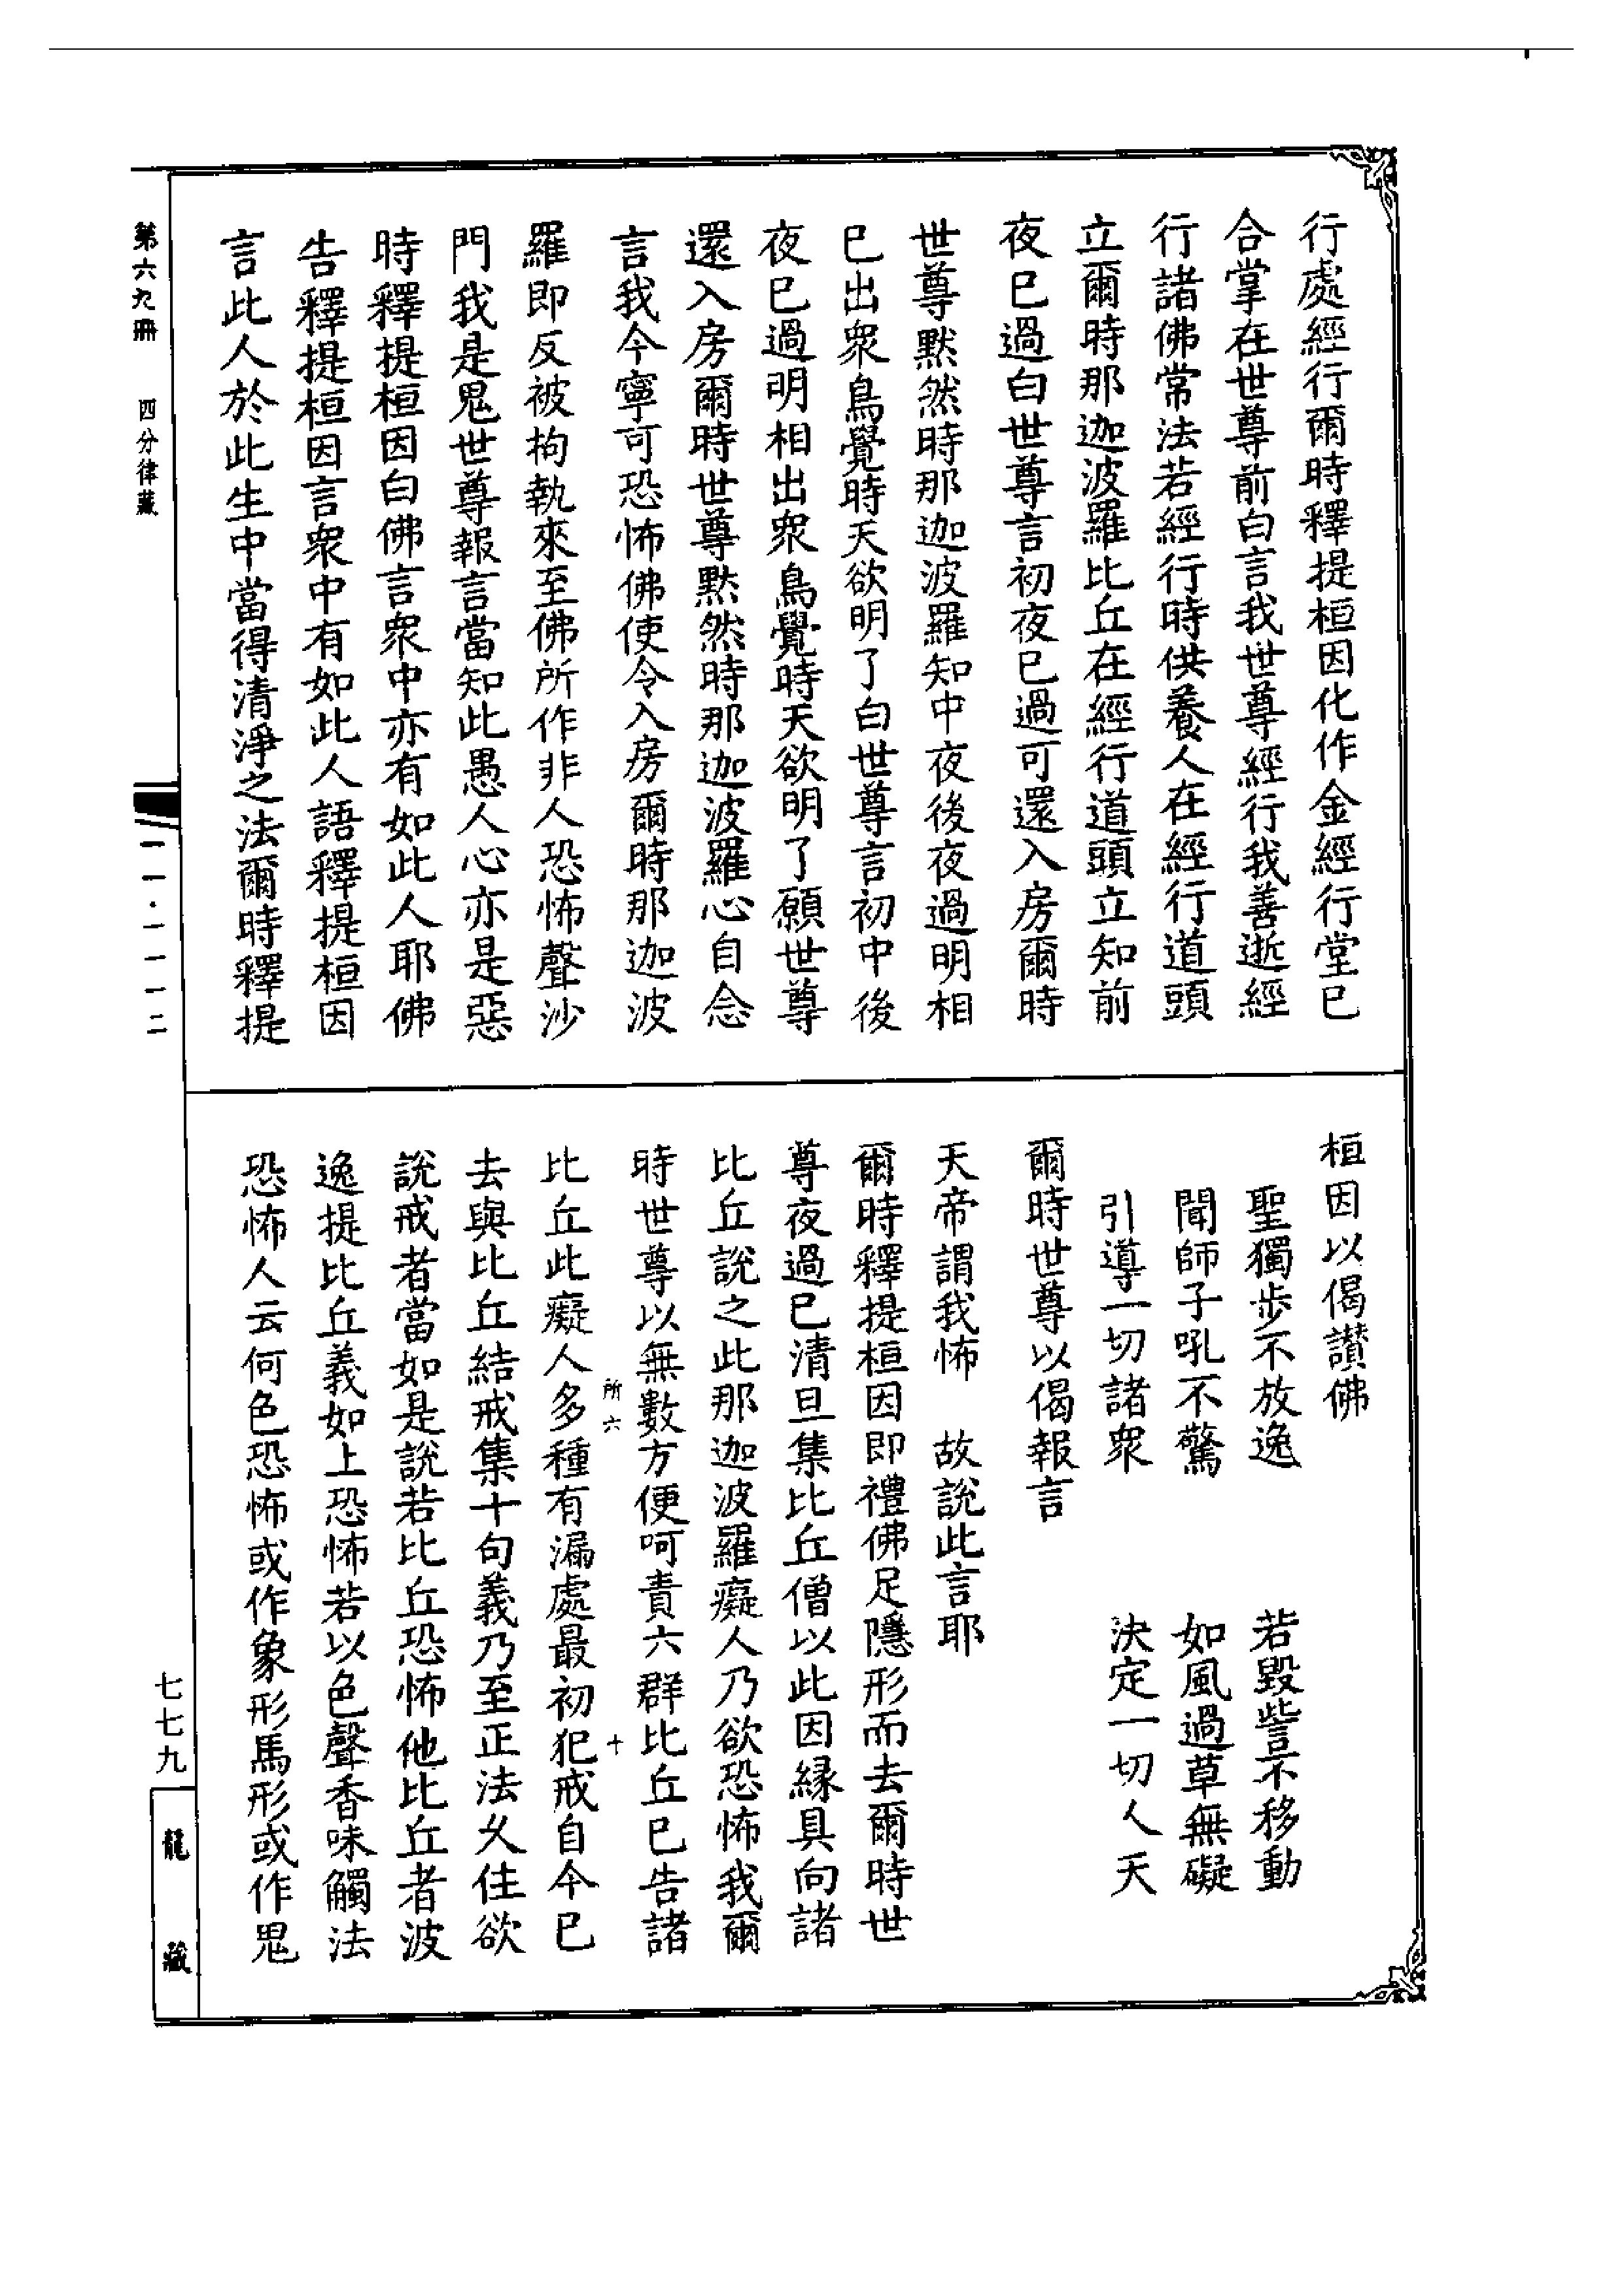 行處經行爾時釋提桓因化作金經行堂已
合掌在世尊前白言我世尊經行我善逝經
行諸佛常法若經行時供養人在經行道頭
立爾時那迦波羅比丘在經行道頭立知前
夜已過白世尊言初夜已過可還入房爾時
世尊默然時那迦波羅知中夜後夜過明相
已出衆鳥覺時天欲明了白世尊言初中後
夜已過明相出衆鳥覺時天欲明了願世尊
還入房爾時世尊默然時那迦波羅心自念
言我今寧可恐怖佛使令入房爾時那迦波
羅即反被拘執來至佛所作非人恐怖聲沙
門我是鬼世尊報言當知此愚人心亦是惡
時釋提桓因白佛言衆中亦有如此人耶佛
告釋提桓因言衆中有如此人語釋提桓因
言此人於此生中當得清淨之法爾時釋提
桓因以偈讚佛
聖獨步不放逸　若毀訾不移動
聞師子吼不驚　如風過草無礙
引導一切諸衆　決定一切人天
爾時世尊以偈報言
天帝謂我怖　故說此言耶
爾時釋提桓因即禮佛足隱形而去爾時世
尊夜過已清旦集比丘僧以此因緣具向諸
比丘說之此那迦波羅癡人乃欲恐怖我爾
時世尊以無數方便呵責六群比丘已告諸
所六　十
比丘此癡人多種有漏處最初犯戒自今已
去與比丘結戒集十句義乃至正法久住欲
說戒者當如是說若比丘恐怖他比丘者波
逸提比丘義如上恐怖若以色聲香味觸法
恐怖人云何色恐怖或作象形馬形或作鬼
第六九冊　四分律藏
一一·一一一二
七七九
龍藏